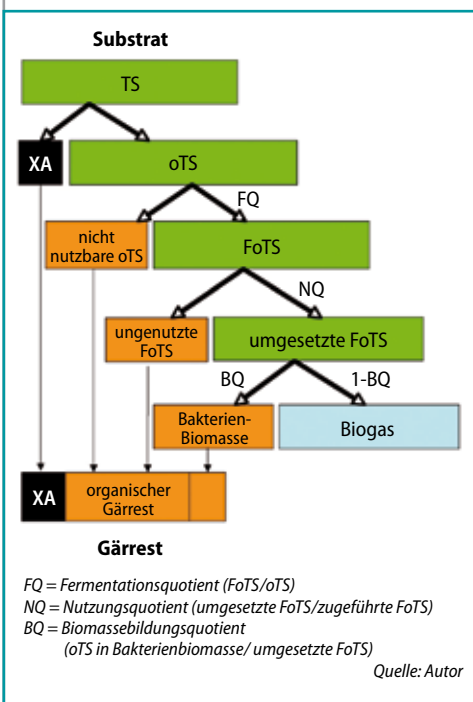 Substrat
TS
XA
oTS
FQ
nicht
nutzbare oTS
FoTS
NQ
ungenutzte
FoTS
umgesetzte FoTS
BQ
1-BQ
Bakterien-
Biomasse
Biogas
XA
organischer
Gärrest
Gärrest
FQ = Fermentationsquotient (FoTS/oTS)
NQ = Nutzungsquotient (umgesetzte FoTS/zugeführte FoTS)
BQ = Biomassebildungsquotient
(oTS in Bakterienbiomasse/ umgesetzte FoTS)
Quelle: Autor